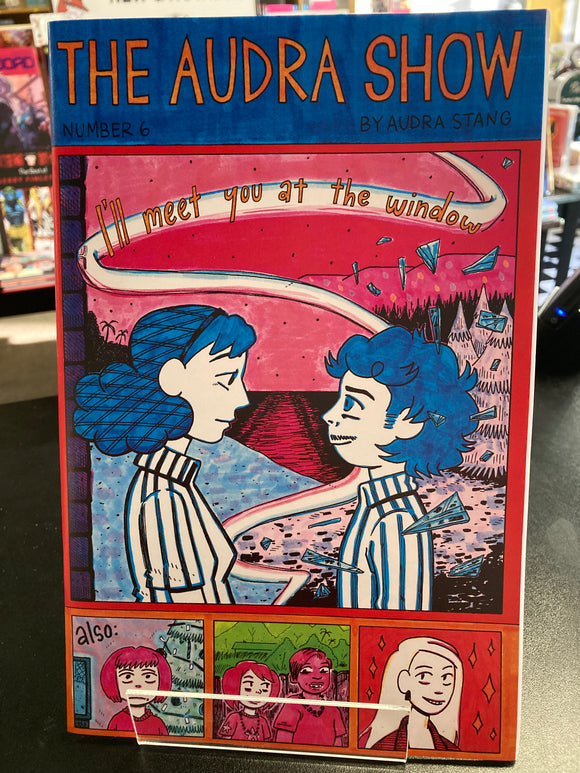 THE AUDRA SHOW
NUMBER 6
BY AUDRA STANG
I'll meet you at the window
also: